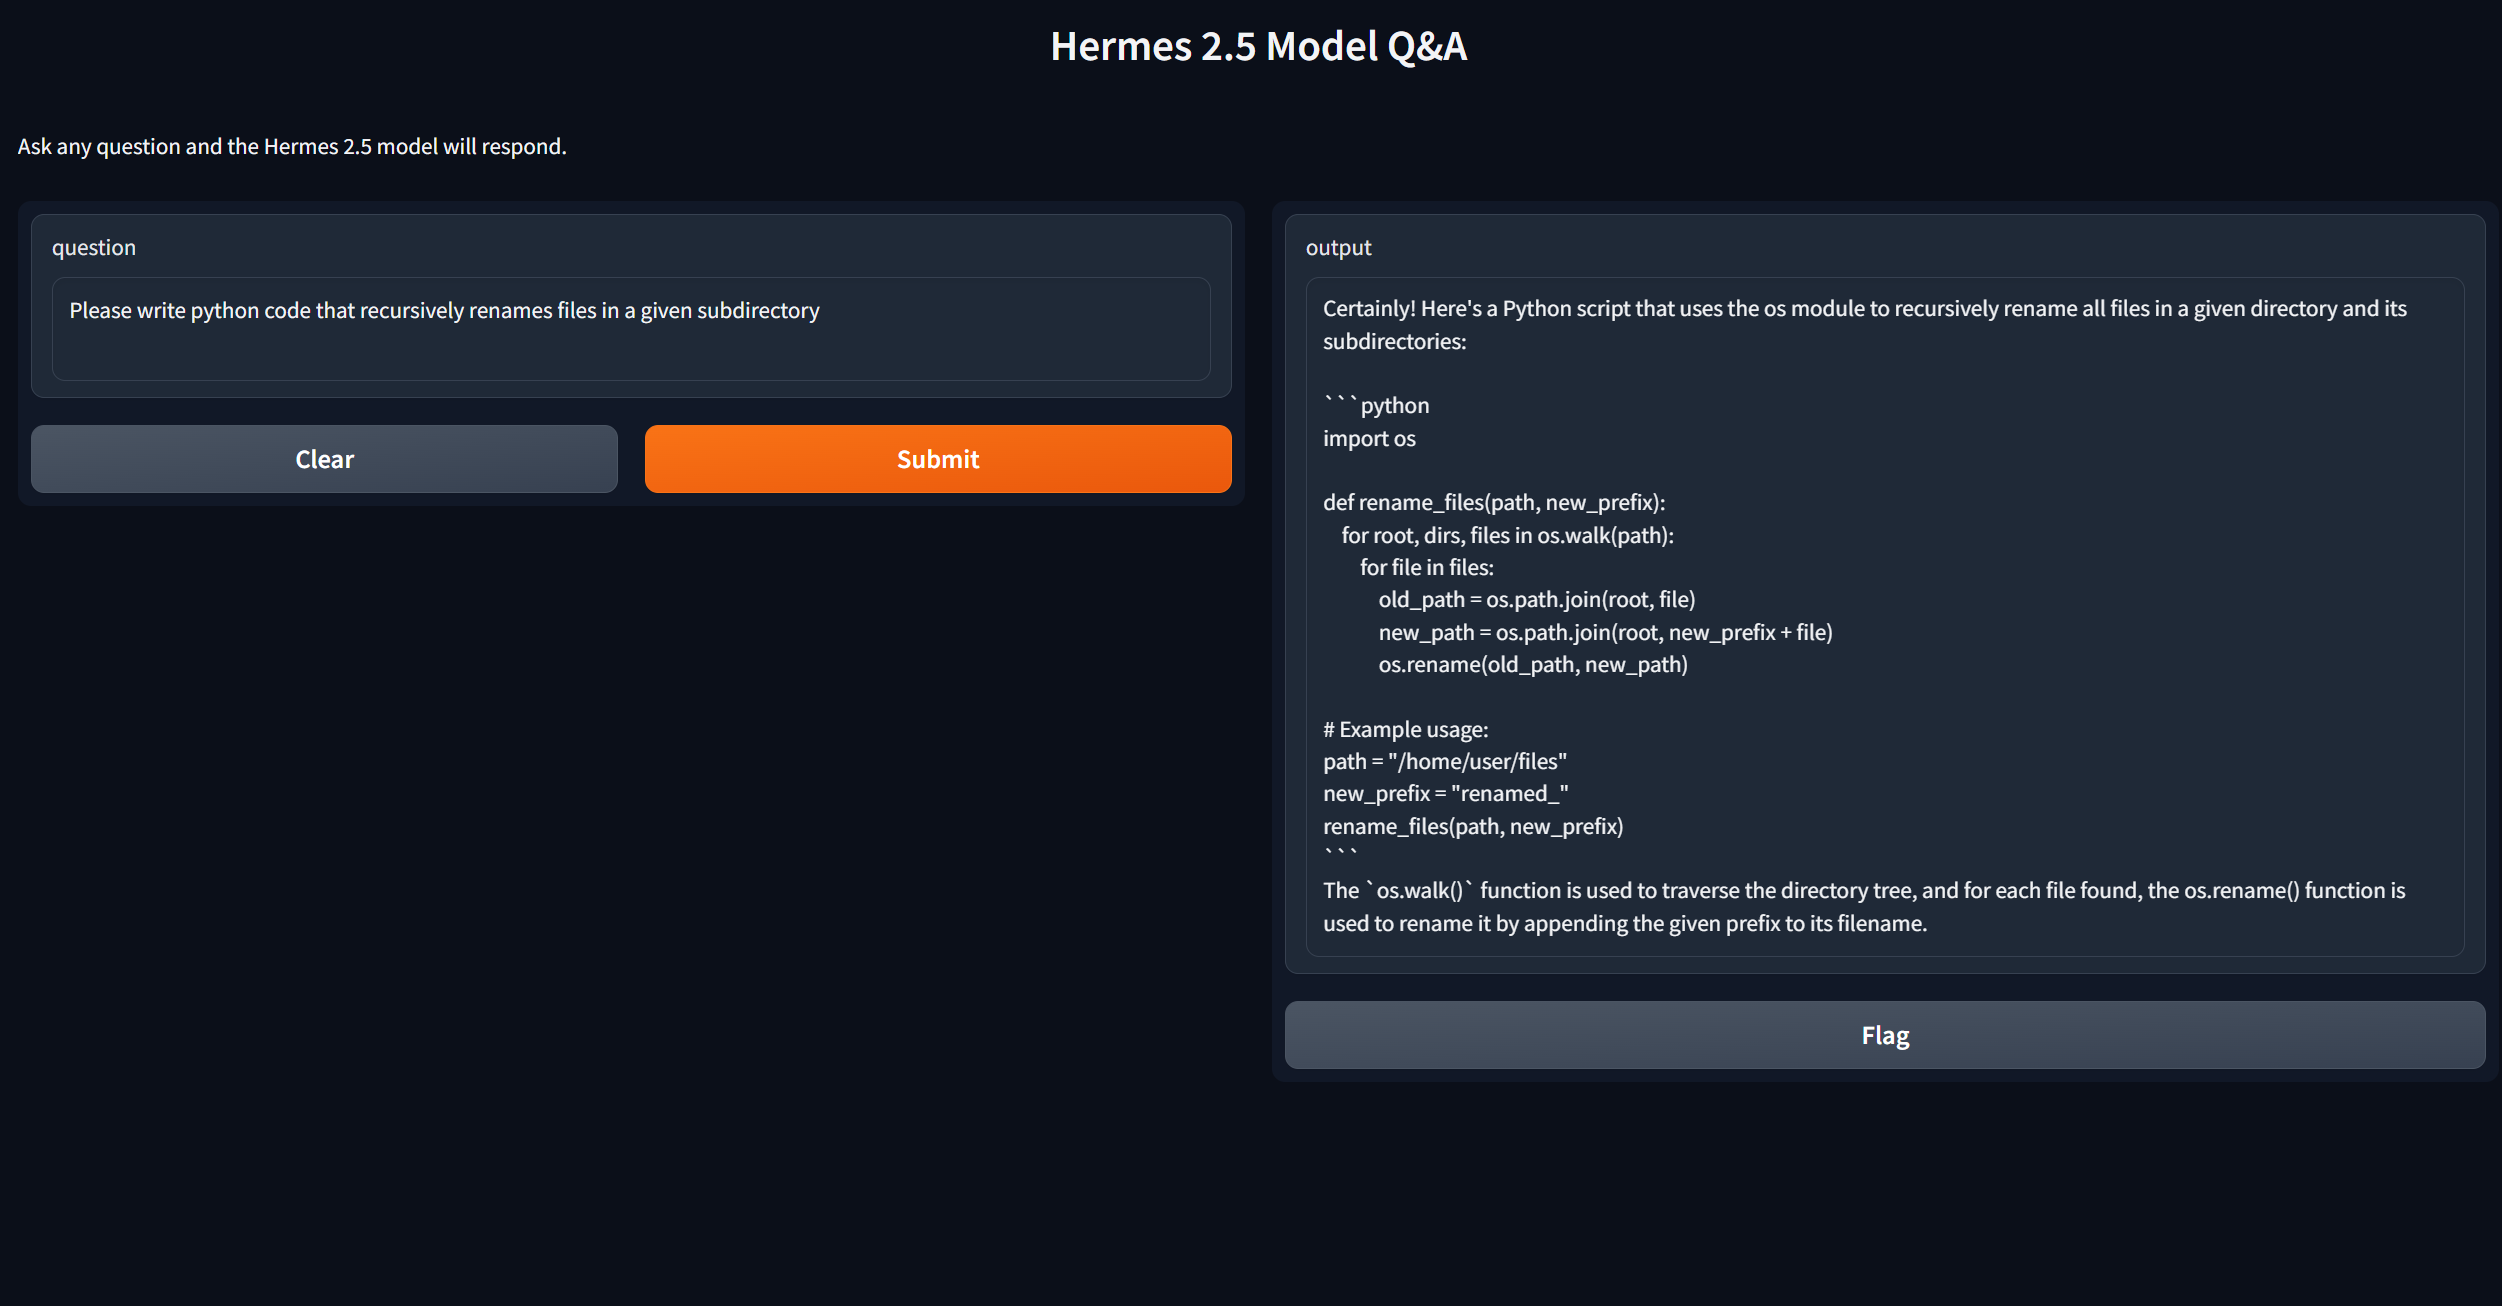 Hermes 2.5 Model Q&A
Ask any question and the Hermes 2.5 model will respond.
question
Please write python code that recursively renames files in a given subdirectory
Clear
Submit
output
Certainly! Here's a Python script that uses the os module to recursively rename all files in a given directory and its
subdirectories:
```python
import os
def rename_files(path, new_prefix):
    for root, dirs, files in os.walk(path):
        for file in files:
            old_path = os.path.join(root, file)
            new_path = os.path.join(root, new_prefix + file)
            os.rename(old_path, new_path)
# Example usage:
path = "/home/user/files"
new_prefix = "renamed_"
rename_files(path, new_prefix)
```
The `os.walk()` function is used to traverse the directory tree, and for each file found, the os.rename() function is
used to rename it by appending the given prefix to its filename.
Flag